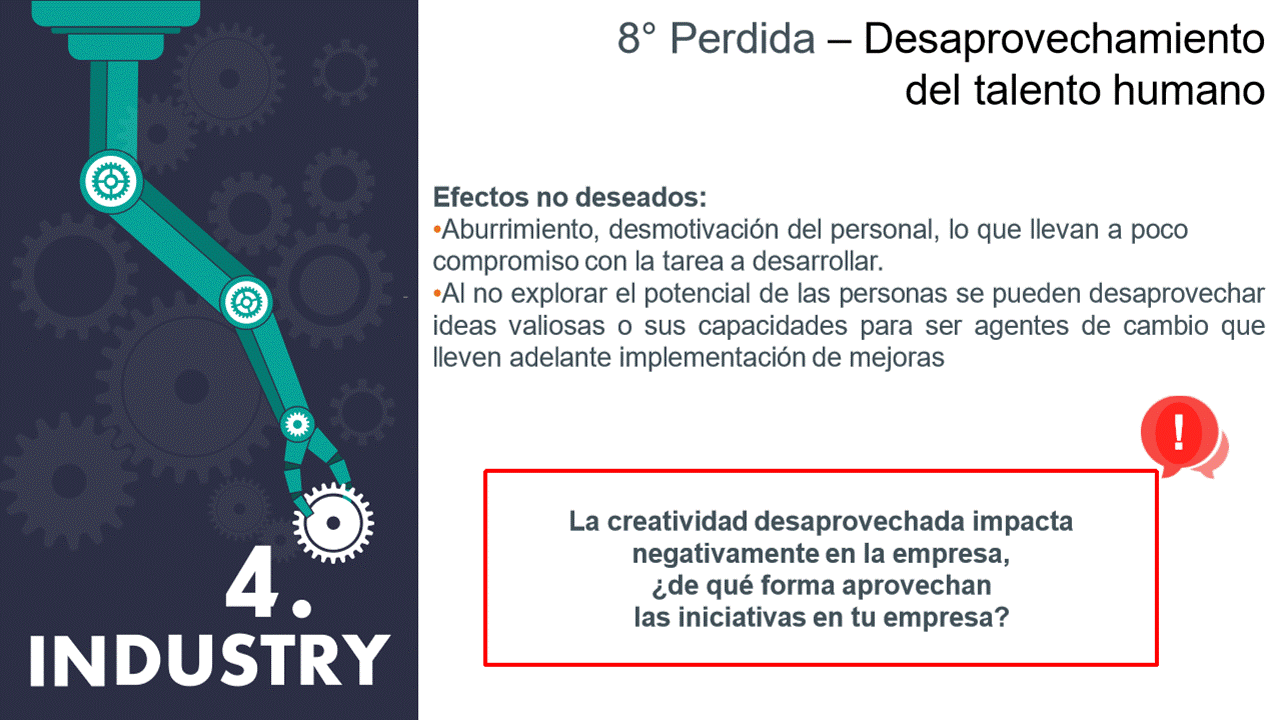 8° Perdida – Desaprovechamiento
del talento humano
Efectos no deseados:
•Aburrimiento, desmotivación del personal, lo que llevan a poco
compromiso con la tarea a desarrollar.
•Al no explorar el potencial de las personas se pueden desaprovechar
ideas valiosas o sus capacidades para ser agentes de cambio que
lleven adelante implementación de mejoras
!
La creatividad desaprovechada impacta
negativamente en la empresa,
¿de qué forma aprovechan
las iniciativas en tu empresa?
4.
INDUSTRY